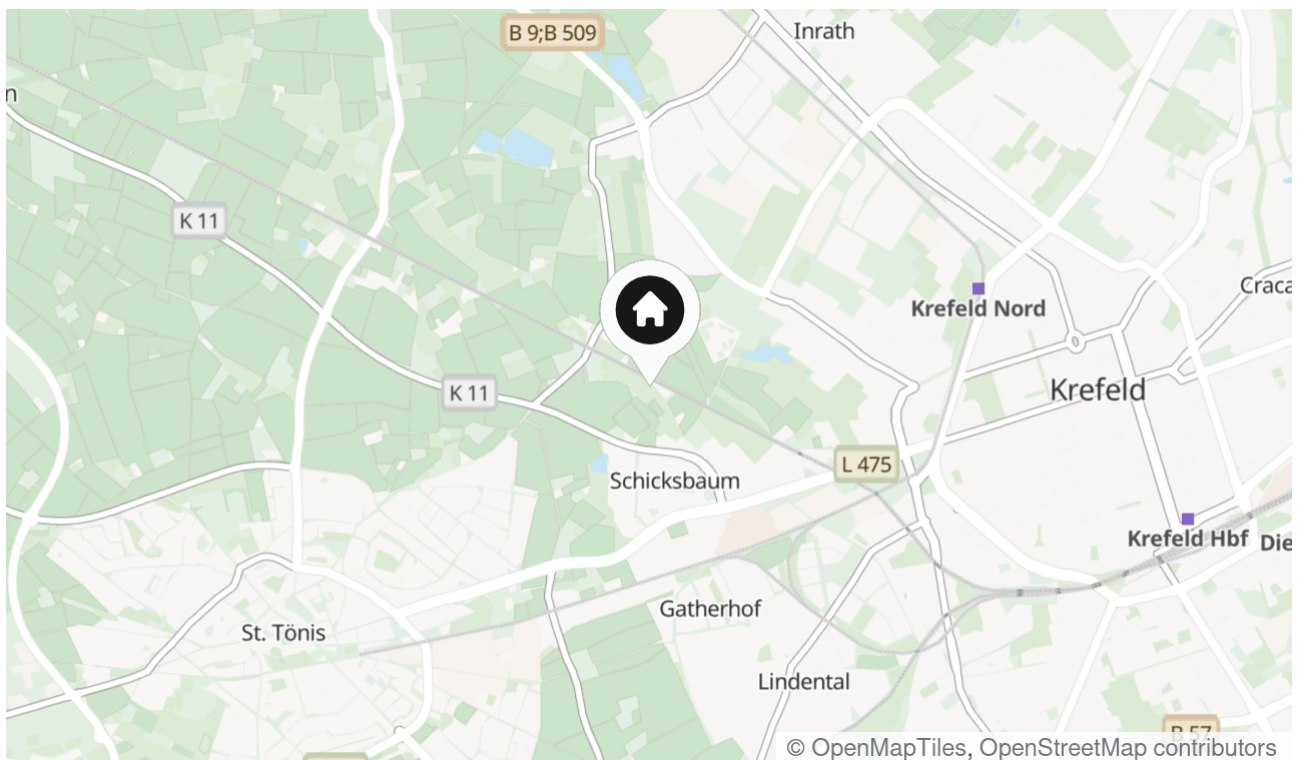 B 9;B 509
Inrath
n
K 11
Krefeld Nord
Craca
K 11
Krefeld
L 475
Schicksbaum
Krefeld Hbf
Die
Gatherhof
St. Tönis
Lindental
B 57
© OpenMapTiles, OpenStreetMap contributors